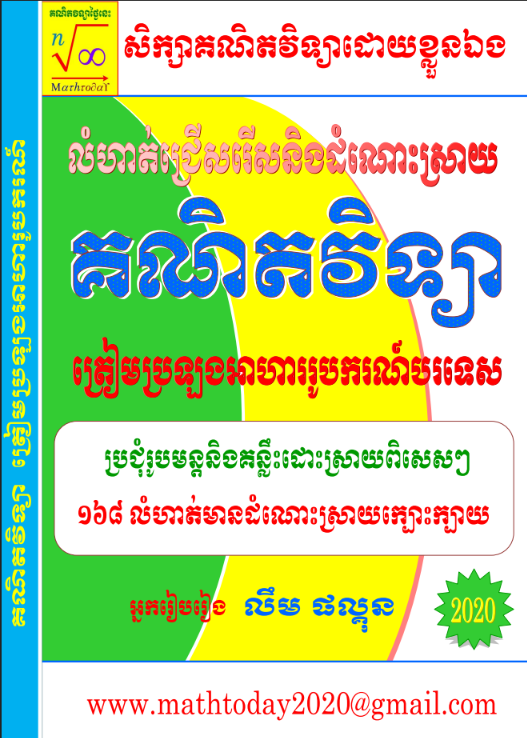 គណិតវិទ្យាថ្ងៃនេះ
n√∞
Mathtoday
សិក្សាគណិតវិទ្យាដោយខ្លួនឯង
លំហាត់ជ្រើសរើសនិងដំណោះស្រាយ
គណិតវិទ្យា
ត្រៀមប្រឡងអាហាររូបករណ៍បរទេស
ប្រជុំរូបមន្តនិងគន្លឹះដោះស្រាយពិសេសៗ
១៦៨ លំហាត់មានដំណោះស្រាយក្បោះក្បាយ
អ្នករៀបរៀង លឹម ផល្គុន
2020
www.mathtoday2020@gmail.com
គណិតវិទ្យា ត្រៀមប្រឡងអាហាររូបករណ៍